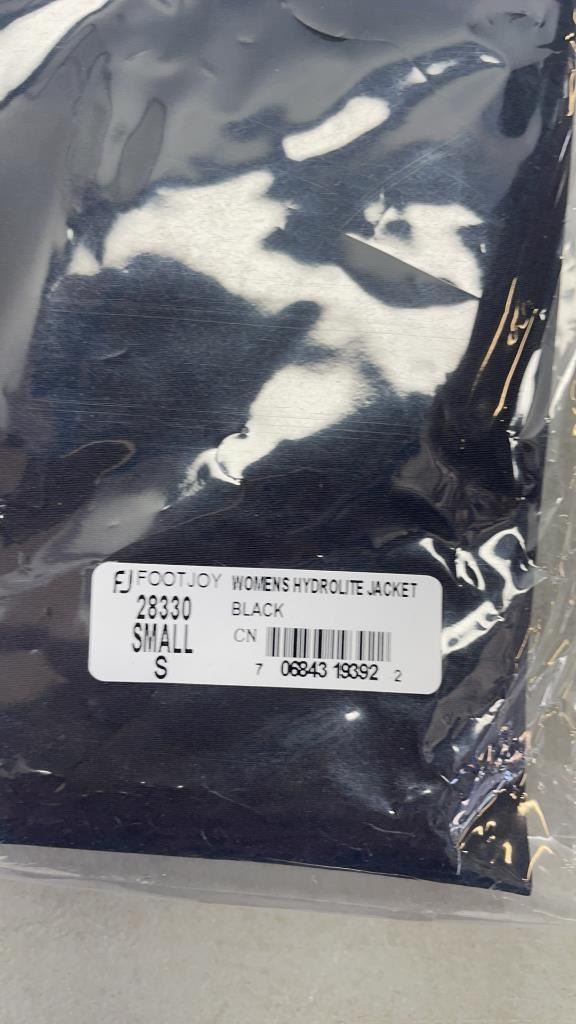 FJ FOOTJOY WOMENS HYDROLITE JACKET
28330 BLACK
SMALL CN
S 7 06843 19392 2